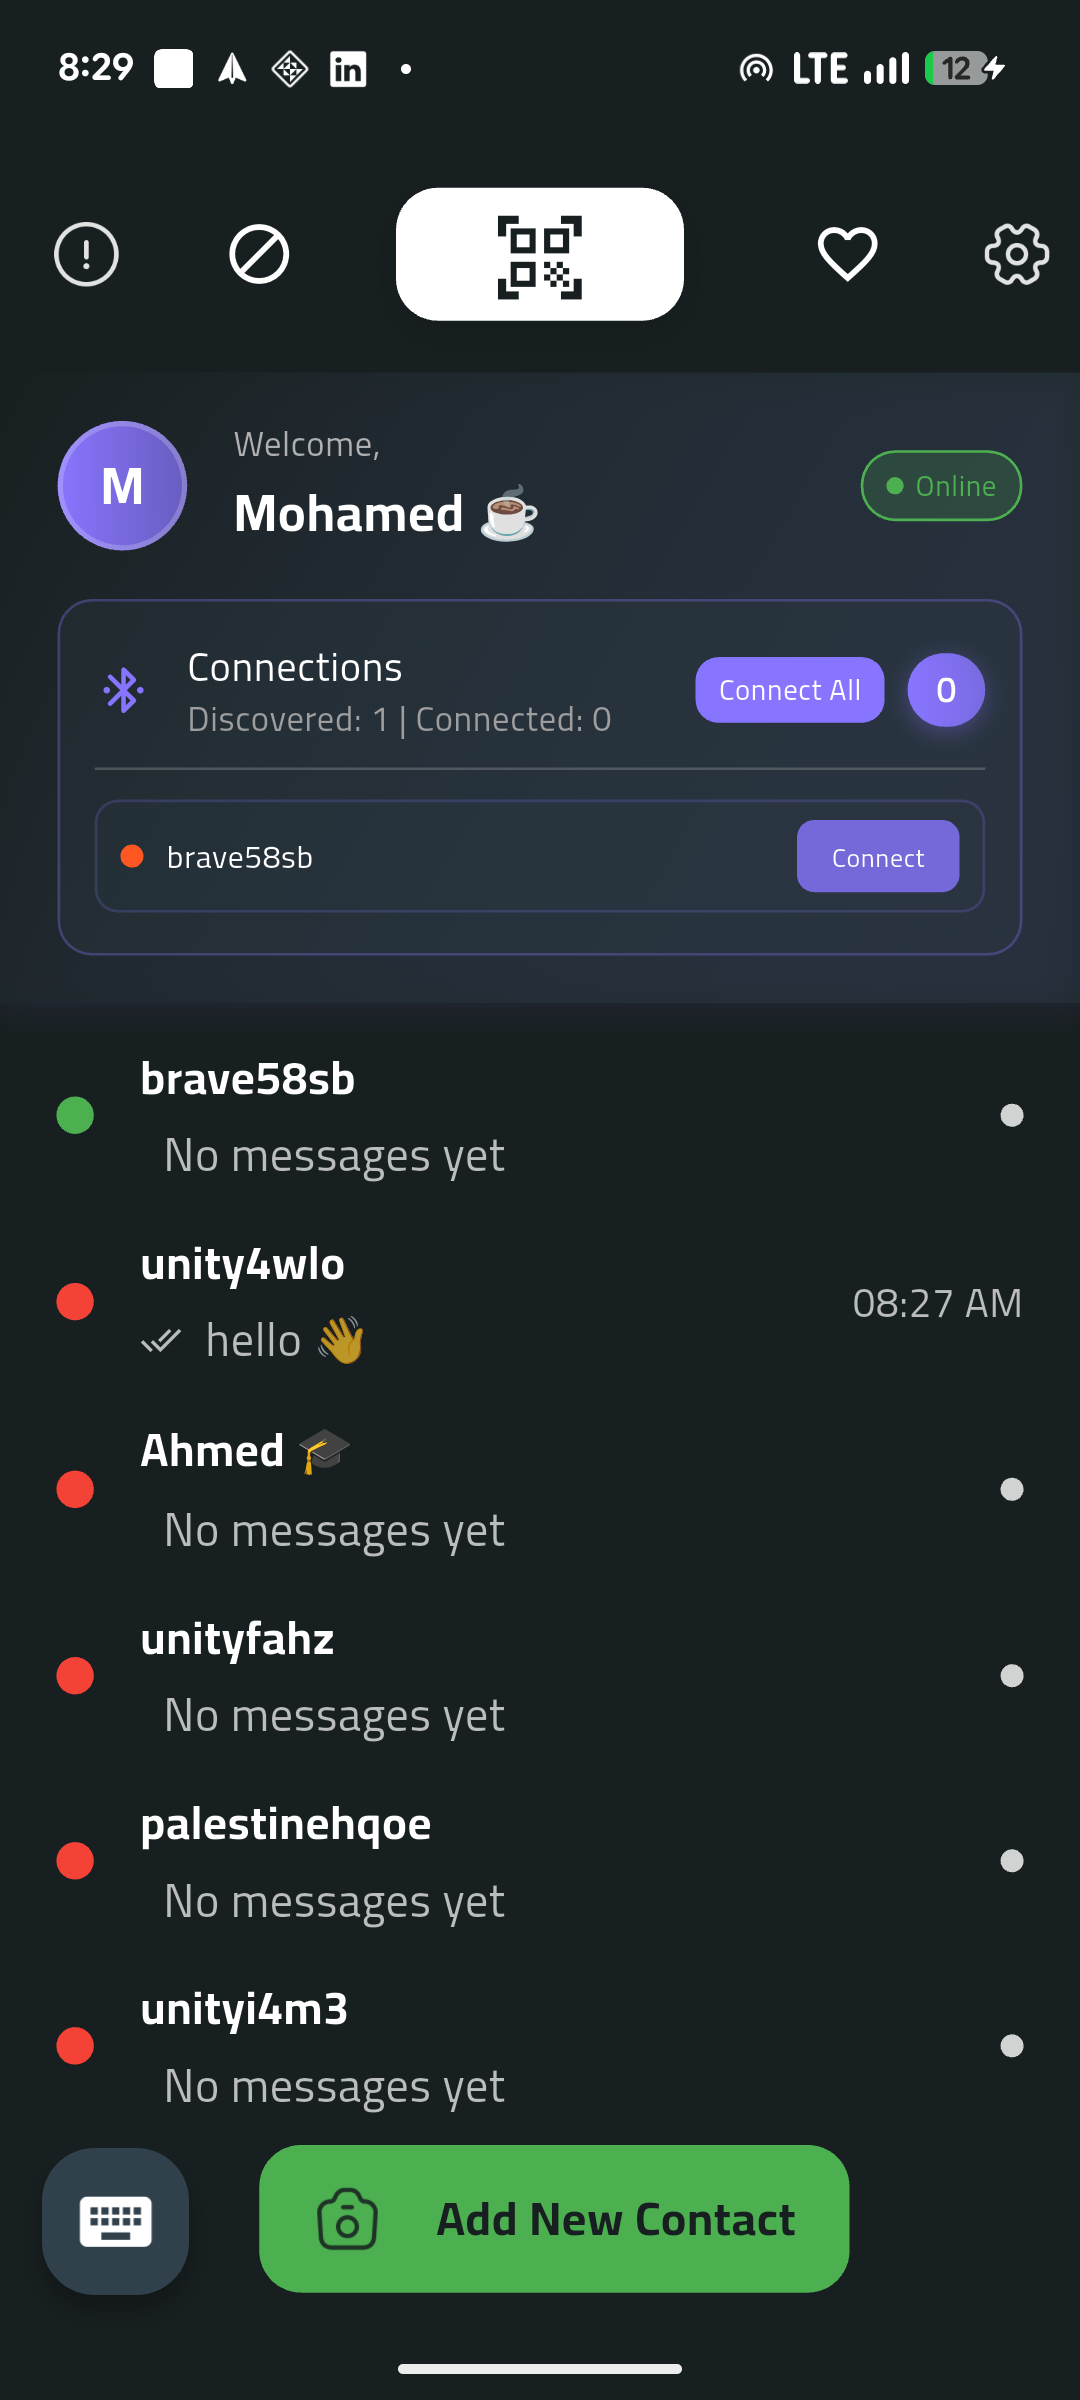 8:29
LTE
12
Welcome,
M
Mohamed ☕
Online
Connections
Discovered: 1 | Connected: 0
Connect All
0
brave58sb
Connect
brave58sb
No messages yet
unity4wlo
hello 👋
08:27 AM
Ahmed 🎓
No messages yet
unityfahz
No messages yet
palestinehqoe
No messages yet
unityi4m3
No messages yet
Add New Contact